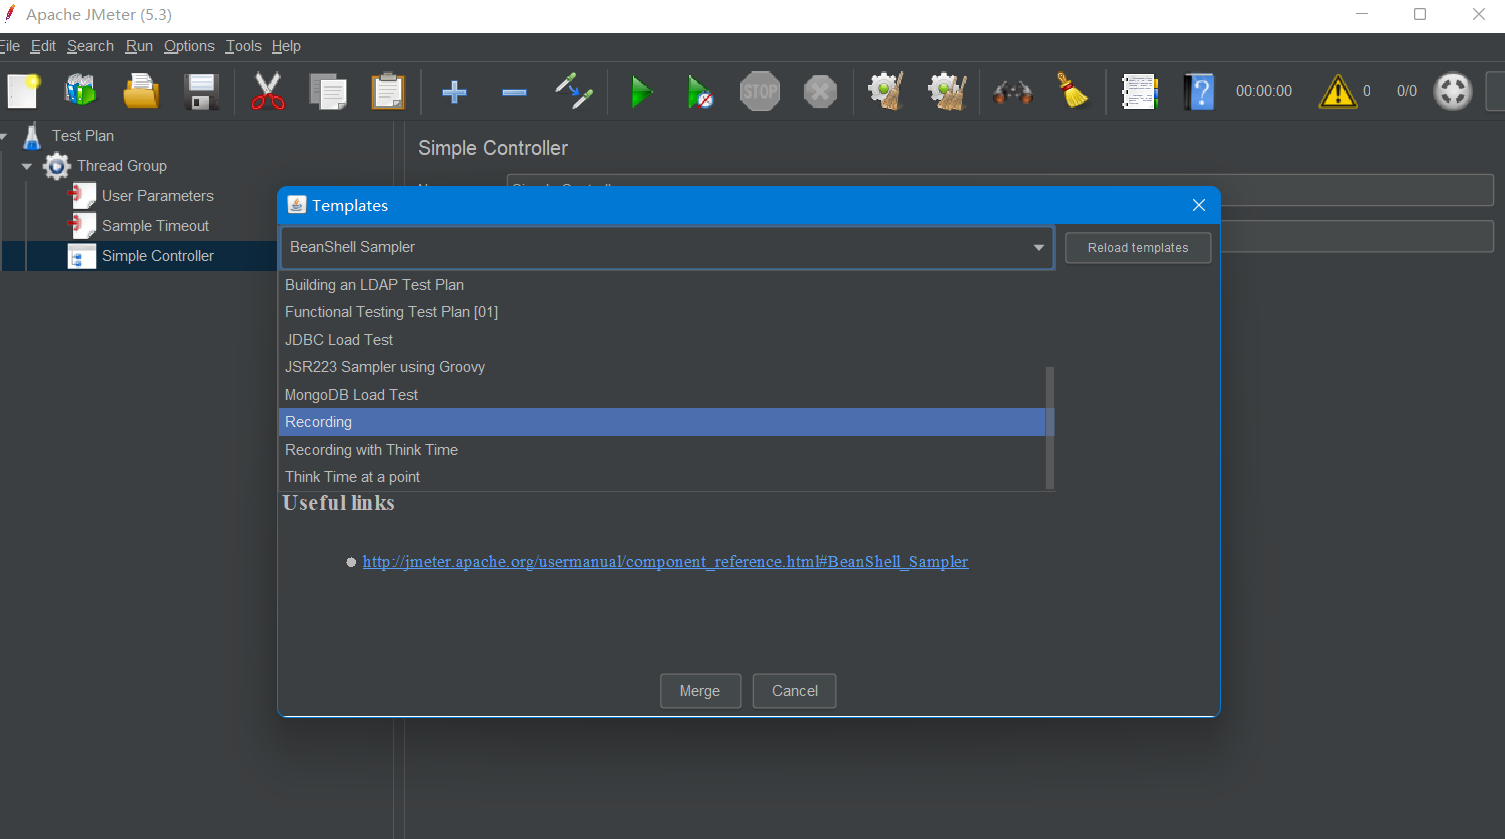 Apache JMeter (5.3)
File Edit Search Run Options Tools Help
STOP
?
00:00:00
0
0/0
Test Plan
Thread Group
User Parameters
Sample Timeout
Simple Controller
Simple Controller
Templates
BeanShell Sampler
Reload templates
Building an LDAP Test Plan
Functional Testing Test Plan [01]
JDBC Load Test
JSR223 Sampler using Groovy
MongoDB Load Test
Recording
Recording with Think Time
Think Time at a point
Useful links
http://jmeter.apache.org/usermanual/component_reference.html#BeanShell_Sampler
Merge
Cancel